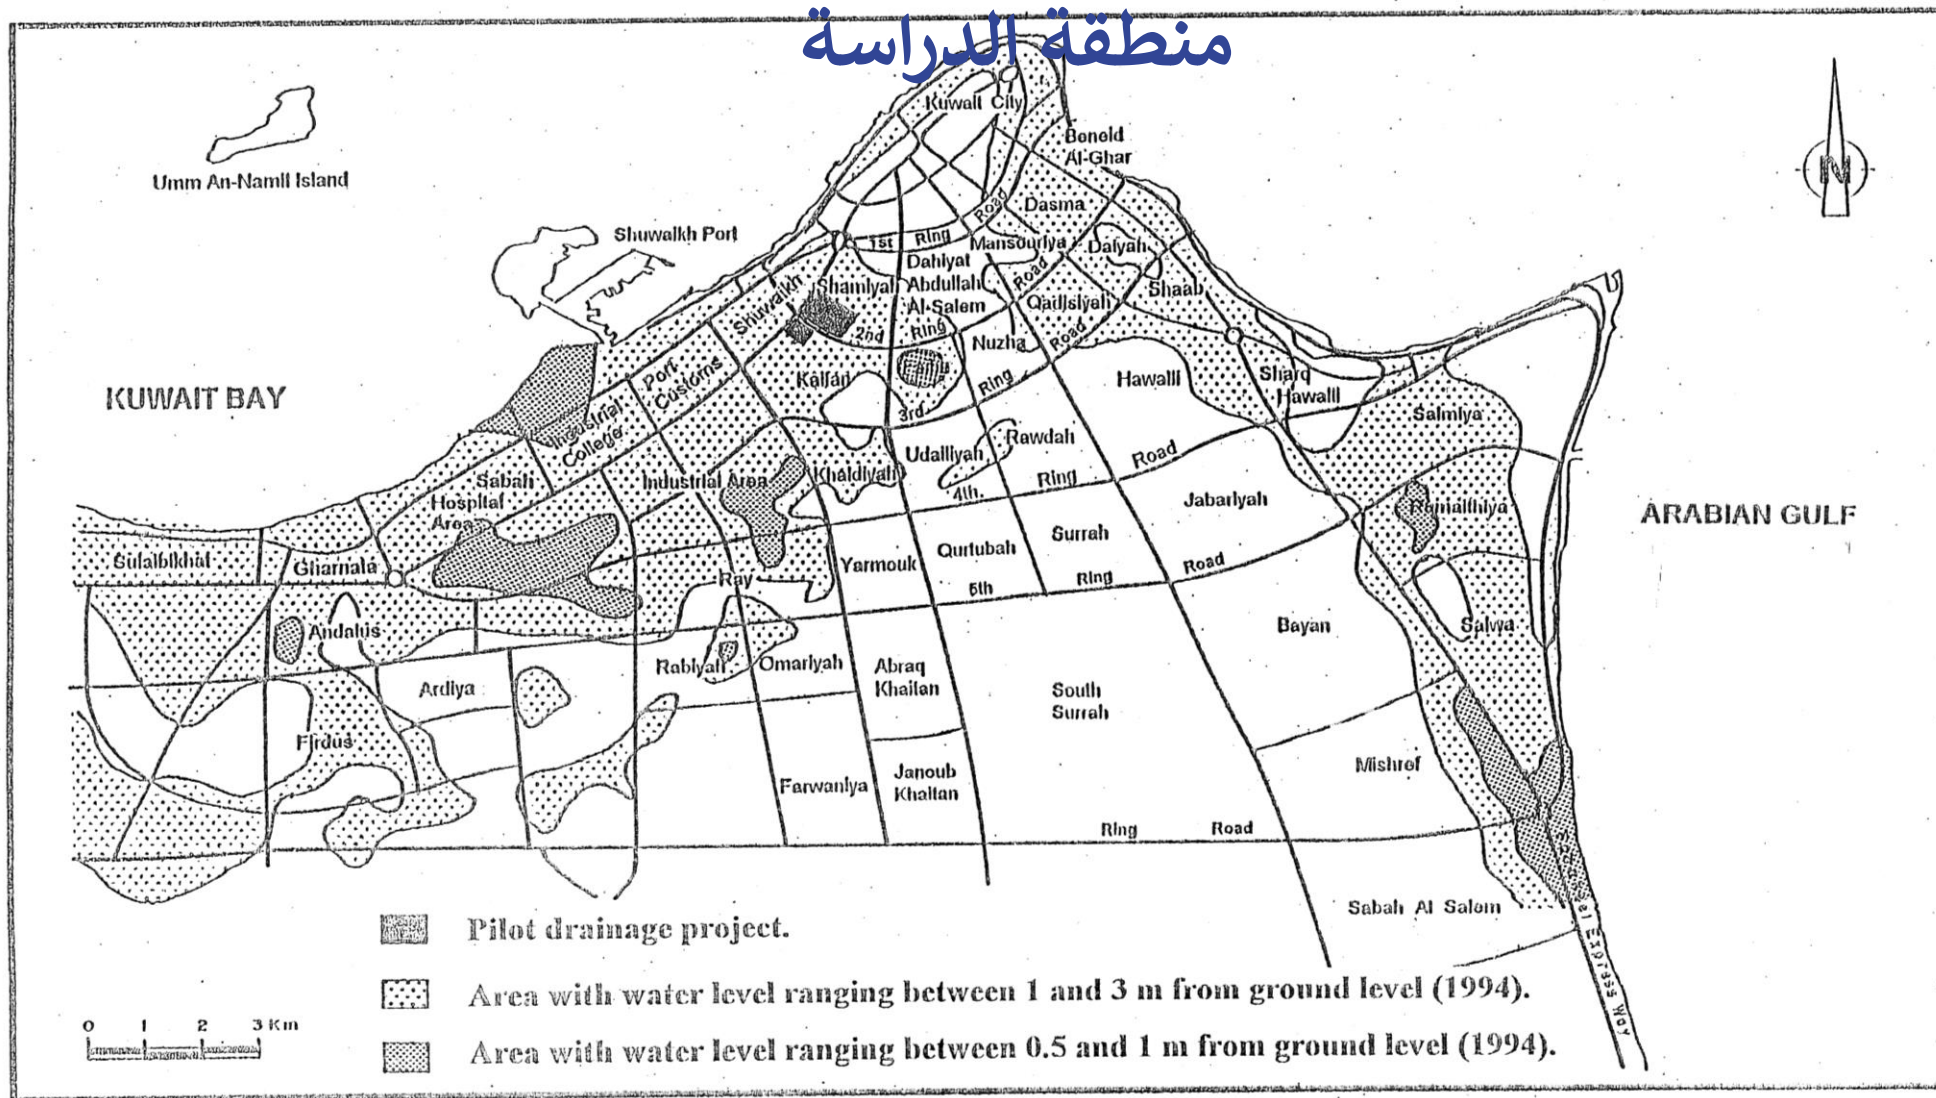 منطقة الدراسة
Kuwait City
Beneid
Al-Ghar
Umm An-Namil Island
Dasma
Shuwaikh Port
1st Ring Road
Mansouriya
Daiyah
Dahiyat
Abdullah
Al-Salem
Shamiyah
Shuwaikh
Qadisiyah
Shaab
2nd Ring Road
Nuzha
KUWAIT BAY
Port
Customs
Kaifan
3rd Ring Road
Hawalli
Sharq
Hawalli
Salmiya
Industrial
College
Sabah
Hospital
Area
Industrial Area
Khaldiyah
Udailiyah
Rawdah
4th. Ring Road
Jabariyah
Rumaithiya
ARABIAN GULF
Sulaibikhat
Gharnata
Ray
Yarmouk
Qurtubah
Surrah
5th Ring Road
Andalus
Bayan
Salwa
Rabiyah
Omariyah
Abraq
Khaitan
Ardiya
South
Surrah
Firdus
Mishref
Farwaniya
Janoub
Khaitan
Ring Road
Sabah Al Salem
Express Way
N
Pilot drainage project.
Area with water level ranging between 1 and 3 m from ground level (1994).
0 1 2 3 Km
Area with water level ranging between 0.5 and 1 m from ground level (1994).